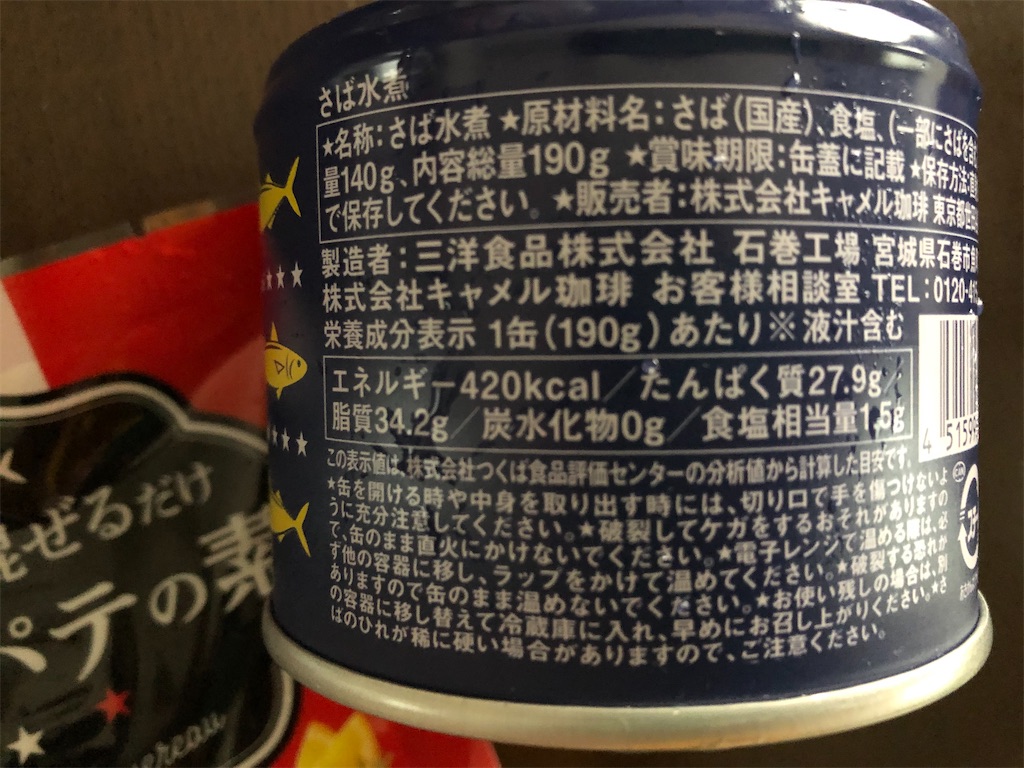 さば水煮
★名称:さば水煮 ★原材料名:さば(国産)、食塩、(一部にさばを含む
量140g、内容総量190g ★賞味期限:缶蓋に記載 ★保存方法:直
で保存してください。 ★販売者:株式会社キャメル珈琲 東京都世田
製造者:三洋食品株式会社 石巻工場 宮城県石巻市魚
株式会社キャメル珈琲 お客様相談室 TEL:0120-41
栄養成分表示 1缶(190g)あたり※液汁含む
エネルギー420kcal/たんぱく質27.9g/
脂質34.2g/炭水化物0g/食塩相当量1.5g
この表示値は、株式会社つくば食品評価センターの分析値から計算した目安です。
★缶を開ける時や中身を取り出す時には、切り口で手を傷つけないよ
うに充分注意してください。★破裂してケガをするおそれがありますの
で、缶のまま直火にかけないでください。★電子レンジで温める際は、必
ず他の容器に移し、ラップをかけて温めてください。★破裂する恐れが
ありますので缶のまま温めないでください。★お使い残しの場合は、別
の容器に移し替えて冷蔵庫に入れ、早めにお召し上がりください。★さ
ばのひれが稀に硬い場合がありますので、ご注意ください。
4 51599
混ぜるだけ
パテの素